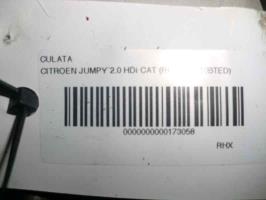 CULATA
CITROEN JUMPY 2.0 HDi CAT
0000000000173058
RHX